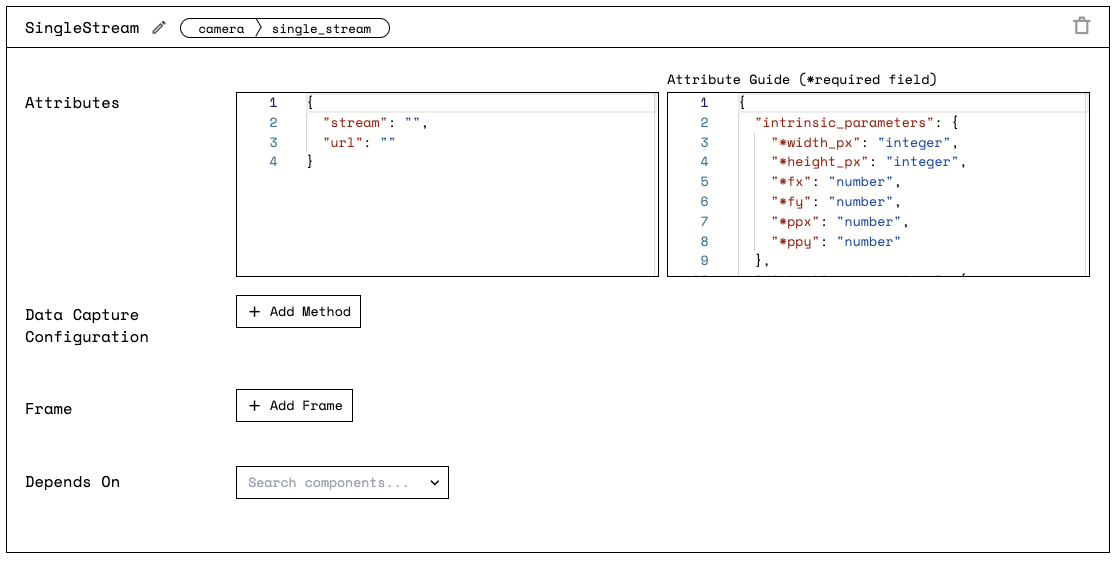 SingleStream camera single_stream
Attribute Guide (*required field)
Attributes
1 {
2 "stream": "",
3 "url": ""
4 }
1 {
2 "intrinsic_parameters": {
3 "*width_px": "integer",
4 "*height_px": "integer",
5 "*fx": "number",
6 "*fy": "number",
7 "*ppx": "number",
8 "*ppy": "number"
9 },
Data Capture
Configuration
+ Add Method
Frame
+ Add Frame
Depends On
Search components...